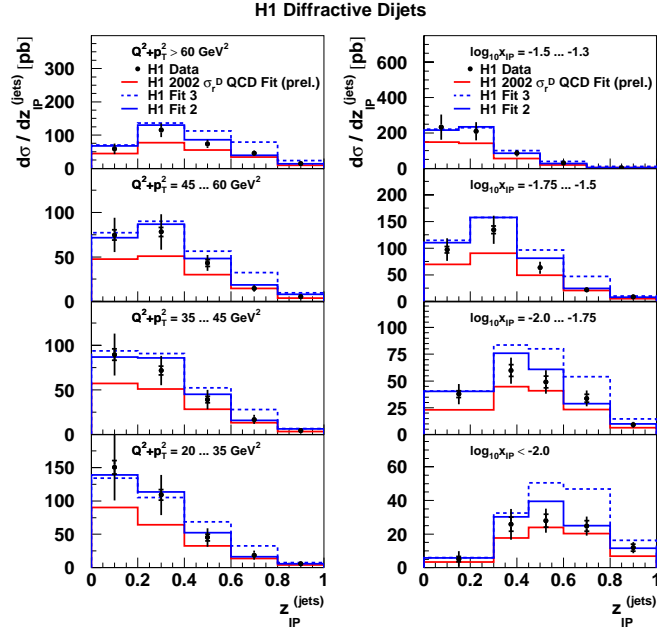 H1 Diffractive Dijets
dσ / dz_IP^(jets) [pb]
Q²+p_T² > 60 GeV²
H1 Data
H1 2002 σ_r^D QCD Fit (prel.)
H1 Fit 3
H1 Fit 2
300
200
100
0
Q²+p_T² = 45 ... 60 GeV²
100
50
0
Q²+p_T² = 35 ... 45 GeV²
100
50
0
Q²+p_T² = 20 ... 35 GeV²
150
100
50
0
0 0.2 0.4 0.6 0.8 1
z_IP^(jets)
dσ / dz_IP^(jets) [pb]
log₁₀x_IP = -1.5 ... -1.3
H1 Data
H1 2002 σ_r^D QCD Fit (prel.)
H1 Fit 3
H1 Fit 2
600
400
200
0
log₁₀x_IP = -1.75 ... -1.5
200
150
100
50
0
log₁₀x_IP = -2.0 ... -1.75
100
75
50
25
0
log₁₀x_IP < -2.0
60
40
20
0
0 0.2 0.4 0.6 0.8 1
z_IP^(jets)